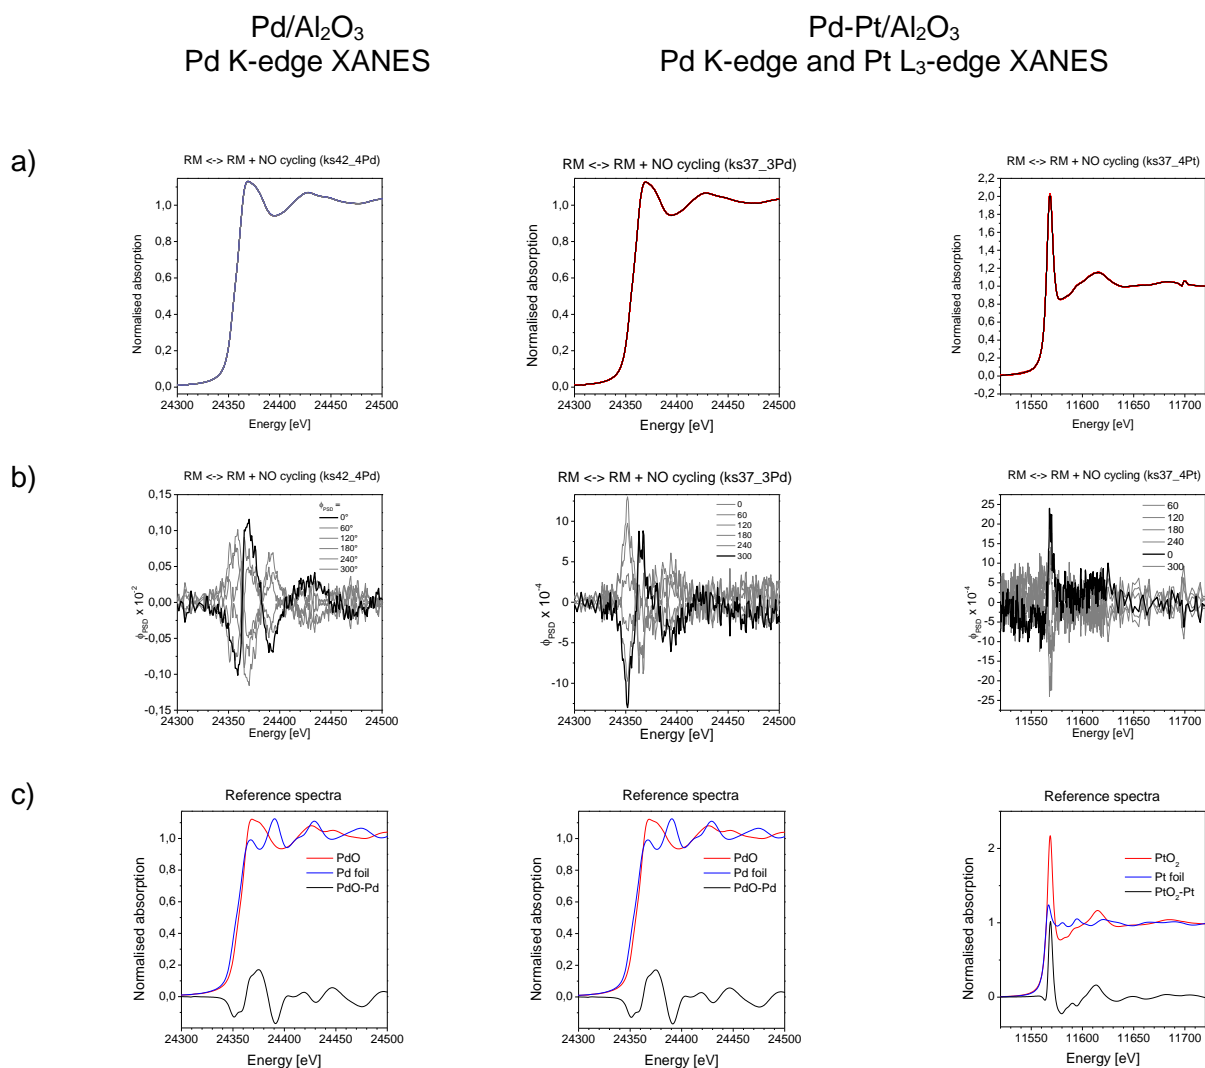 Pd/Al₂O₃
Pd K-edge XANES
Pd-Pt/Al₂O₃
Pd K-edge and Pt L₃-edge XANES
a)
RM <-> RM + NO cycling (ks42_4Pd)
Normalised absorption
1,0
0,8
0,6
0,4
0,2
0,0
24300 24350 24400 24450 24500
Energy [eV]
RM <-> RM + NO cycling (ks37_3Pd)
Normalised absorption
1,0
0,8
0,6
0,4
0,2
0,0
24300 24350 24400 24450 24500
Energy [eV]
RM <-> RM + NO cycling (ks37_4Pt)
Normalised absorption
2,2
2,0
1,8
1,6
1,4
1,2
1,0
0,8
0,6
0,4
0,2
0,0
-0,2
11550 11600 11650 11700
Energy [eV]
b)
RM <-> RM + NO cycling (ks42_4Pd)
ϕPSD x 10⁻²
0,15
0,10
0,05
0,00
-0,05
-0,10
-0,15
ϕPSD =
0°
60°
120°
180°
240°
300°
24300 24350 24400 24450 24500
Energy [eV]
RM <-> RM + NO cycling (ks37_3Pd)
ϕPSD x 10⁻⁴
10
5
0
-5
-10
0
60
120
180
240
300
24300 24350 24400 24450 24500
Energy [eV]
RM <-> RM + NO cycling (ks37_4Pt)
ϕPSD x 10⁻⁴
25
20
15
10
5
0
-5
-10
-15
-20
-25
60
120
180
240
0
300
11550 11600 11650 11700
Energy [eV]
c)
Reference spectra
Normalised absorption
1,0
0,8
0,6
0,4
0,2
0,0
PdO
Pd foil
PdO-Pd
24300 24350 24400 24450 24500
Energy [eV]
Reference spectra
Normalised absorption
1,0
0,8
0,6
0,4
0,2
0,0
PdO
Pd foil
PdO-Pd
24300 24350 24400 24450 24500
Energy [eV]
Reference spectra
Normalised absorption
2
1
0
PtO₂
Pt foil
PtO₂-Pt
11550 11600 11650 11700
Energy [eV]